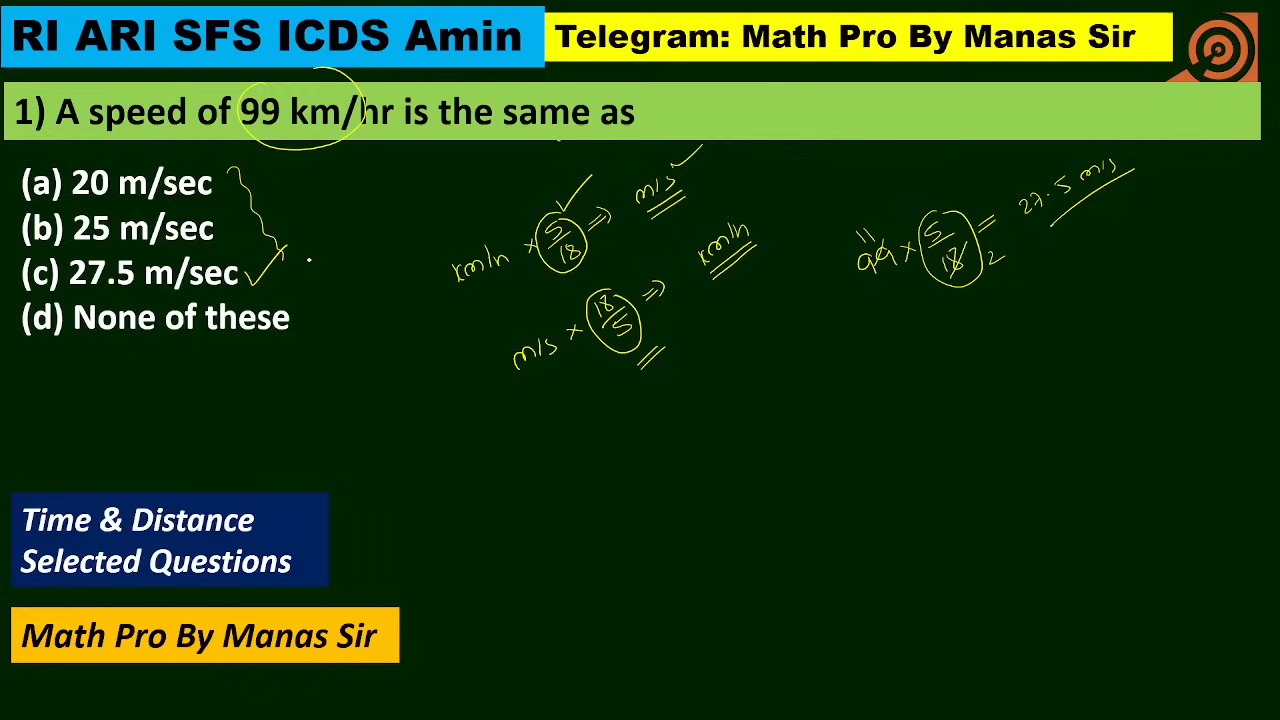 RI ARI SFS ICDS Amin
Telegram: Math Pro By Manas Sir
1) A speed of 99 km/hr is the same as
(a) 20 m/sec
(b) 25 m/sec
(c) 27.5 m/sec
(d) None of these
km/h × 5/18 ⇒ m/s
m/s × 18/5 ⇒ km/h
11
99 × 5/18 = 27.5 m/s
2
Time & Distance
Selected Questions
Math Pro By Manas Sir